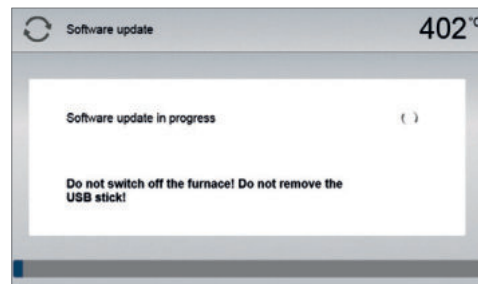 Software update
402°C
Software update in progress
( )
Do not switch off the furnace! Do not remove the
USB stick!